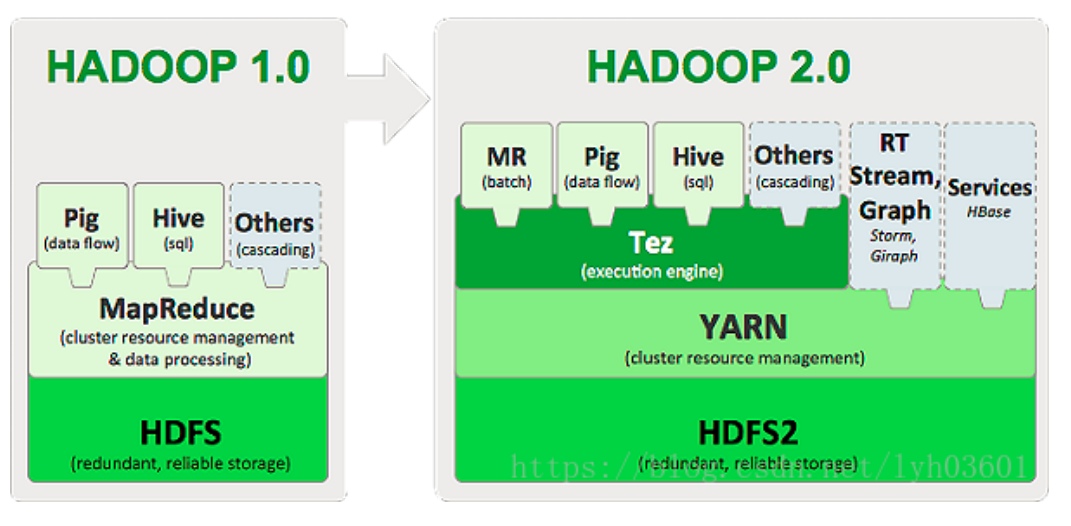 HADOOP 1.0
Pig
(data flow)
Hive
(sql)
Others
(cascading)
MapReduce
(cluster resource management
& data processing)
HDFS
(redundant, reliable storage)
HADOOP 2.0
MR
(batch)
Pig
(data flow)
Hive
(sql)
Others
(cascading)
RT
Stream,
Graph
Storm,
Giraph
Services
HBase
Tez
(execution engine)
YARN
(cluster resource management)
HDFS2
(redundant, reliable storage)
https://blog.csdn.net/lyh03601